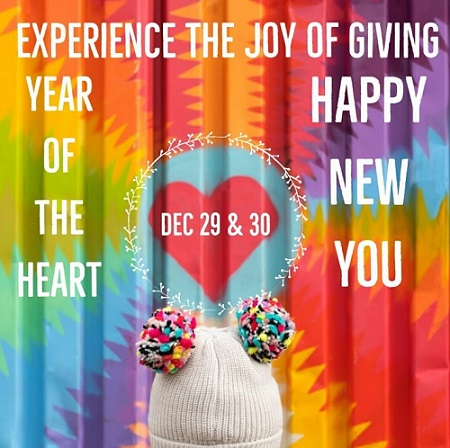 EXPERIENCE THE JOY OF GIVING
YEAR
OF
THE
HEART
HAPPY
NEW
YOU
DEC 29 & 30